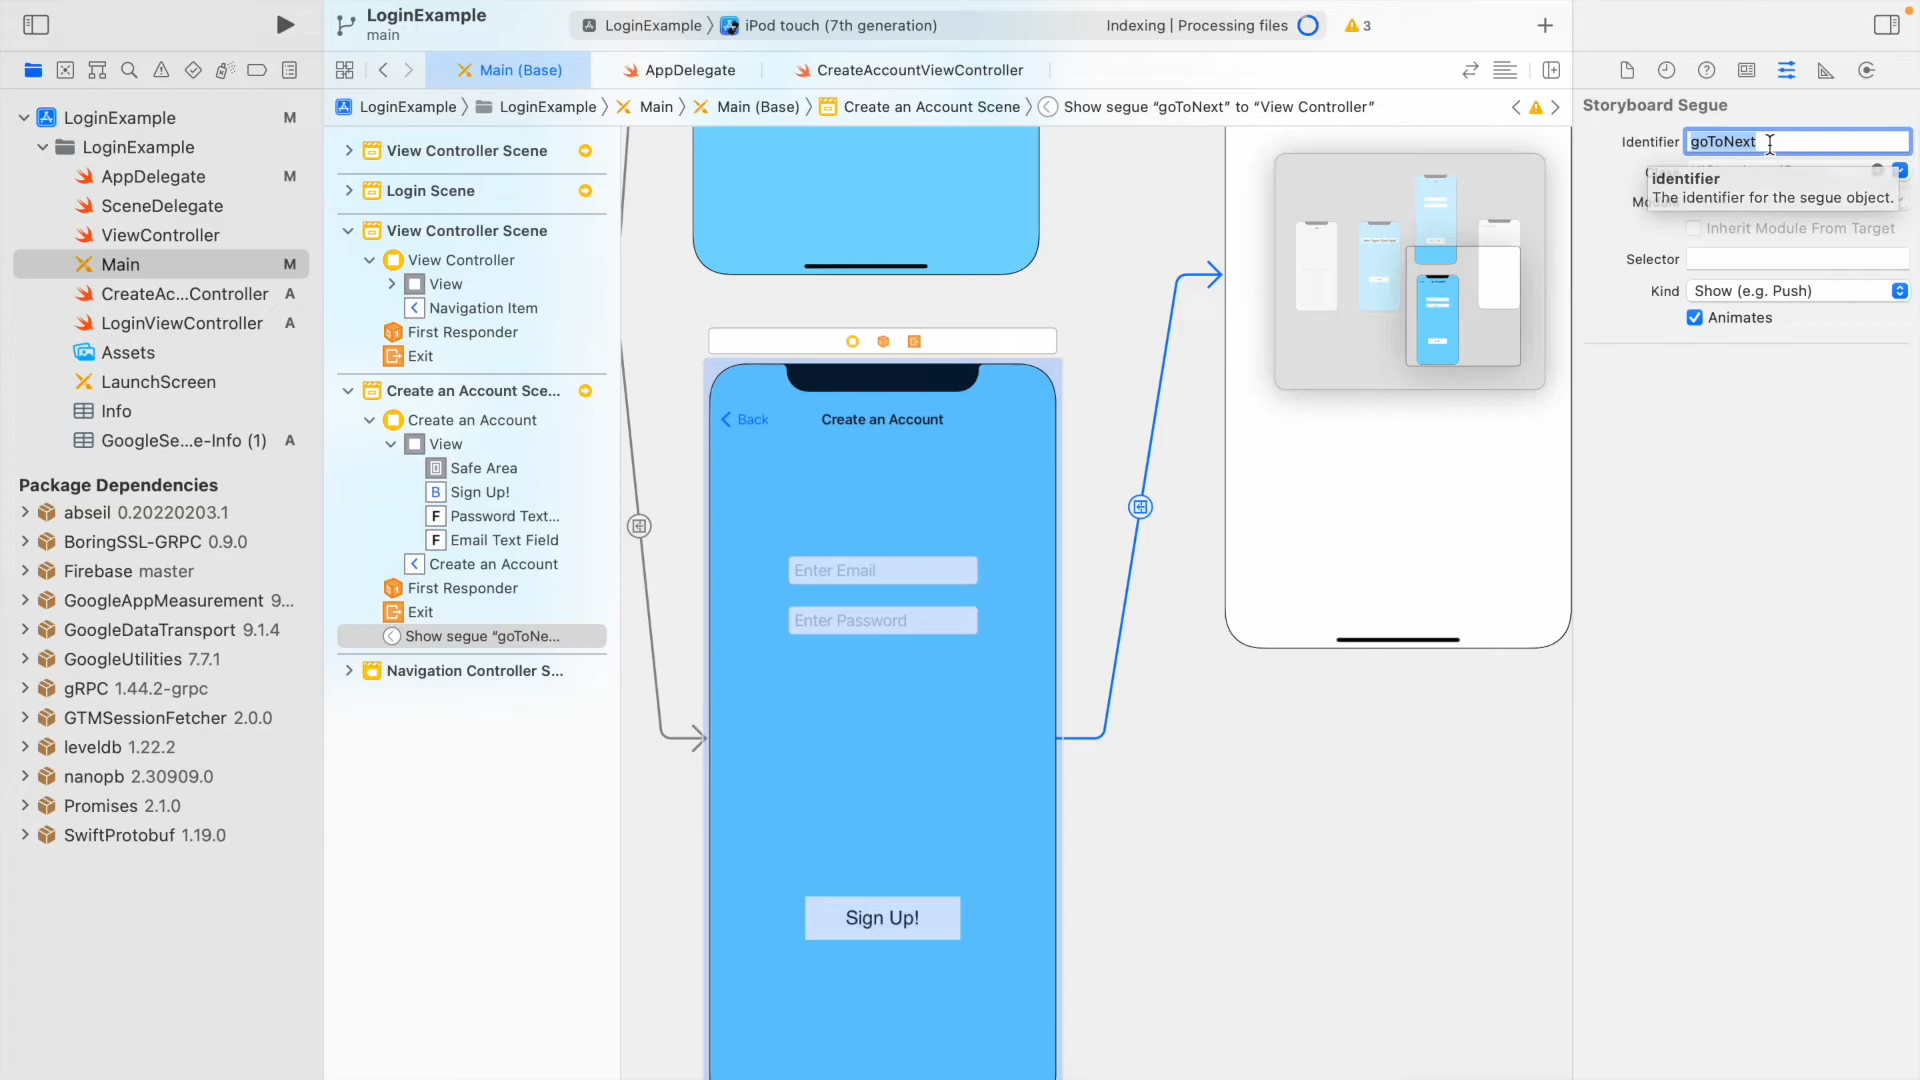 LoginExample
main
LoginExample
iPod touch (7th generation)
Indexing | Processing files
3
Main (Base)
AppDelegate
CreateAccountViewController
LoginExample
LoginExample
Main
Main (Base)
Create an Account Scene
Show segue “goToNext” to “View Controller”
LoginExample M
LoginExample
AppDelegate M
SceneDelegate
ViewController
Main M
CreateAc...Controller A
LoginViewController A
Assets
LaunchScreen
Info
GoogleSe...e-Info (1) A
Package Dependencies
abseil 0.20220203.1
BoringSSL-GRPC 0.9.0
Firebase master
GoogleAppMeasurement 9...
GoogleDataTransport 9.1.4
GoogleUtilities 7.7.1
gRPC 1.44.2-grpc
GTMSessionFetcher 2.0.0
leveldb 1.22.2
nanopb 2.30909.0
Promises 2.1.0
SwiftProtobuf 1.19.0
View Controller Scene
Login Scene
View Controller Scene
View Controller
View
Navigation Item
First Responder
Exit
Create an Account Sce...
Create an Account
View
Safe Area
B Sign Up!
F Password Text...
F Email Text Field
Create an Account
First Responder
Exit
Show segue “goToNe...
Navigation Controller S...
Back
Create an Account
Enter Email
Enter Password
Sign Up!
Storyboard Segue
Identifier goToNext
identifier
The identifier for the segue object.
Inherit Module From Target
Selector
Kind Show (e.g. Push)
Animates